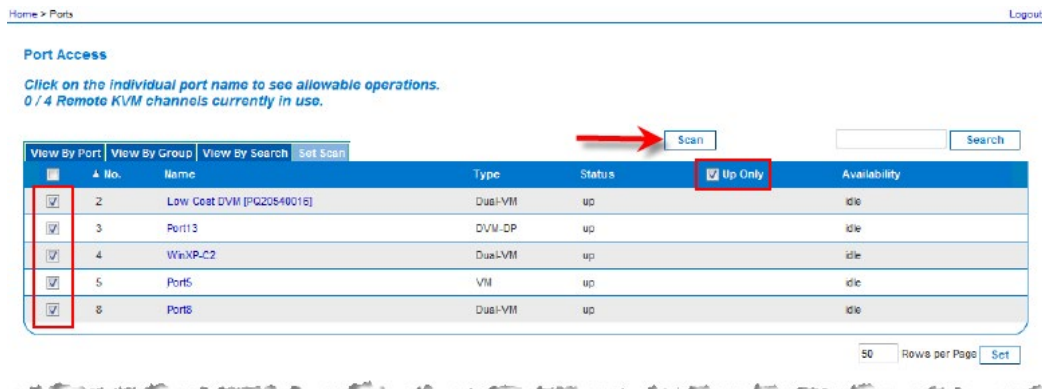 Home > Ports Logout
Port Access
Click on the individual port name to see allowable operations.
0 / 4 Remote KVM channels currently in use.
Scan Search
View By Port View By Group View By Search Set Scan
No. Name Type Status Up Only Availability
2 Low Cost DVM [PQ20540016] Dual-VM up idle
3 Port13 DVM-DP up idle
4 WinXP-C2 Dual-VM up idle
5 Port5 VM up idle
8 Port8 Dual-VM up idle
50 Rows per Page Set